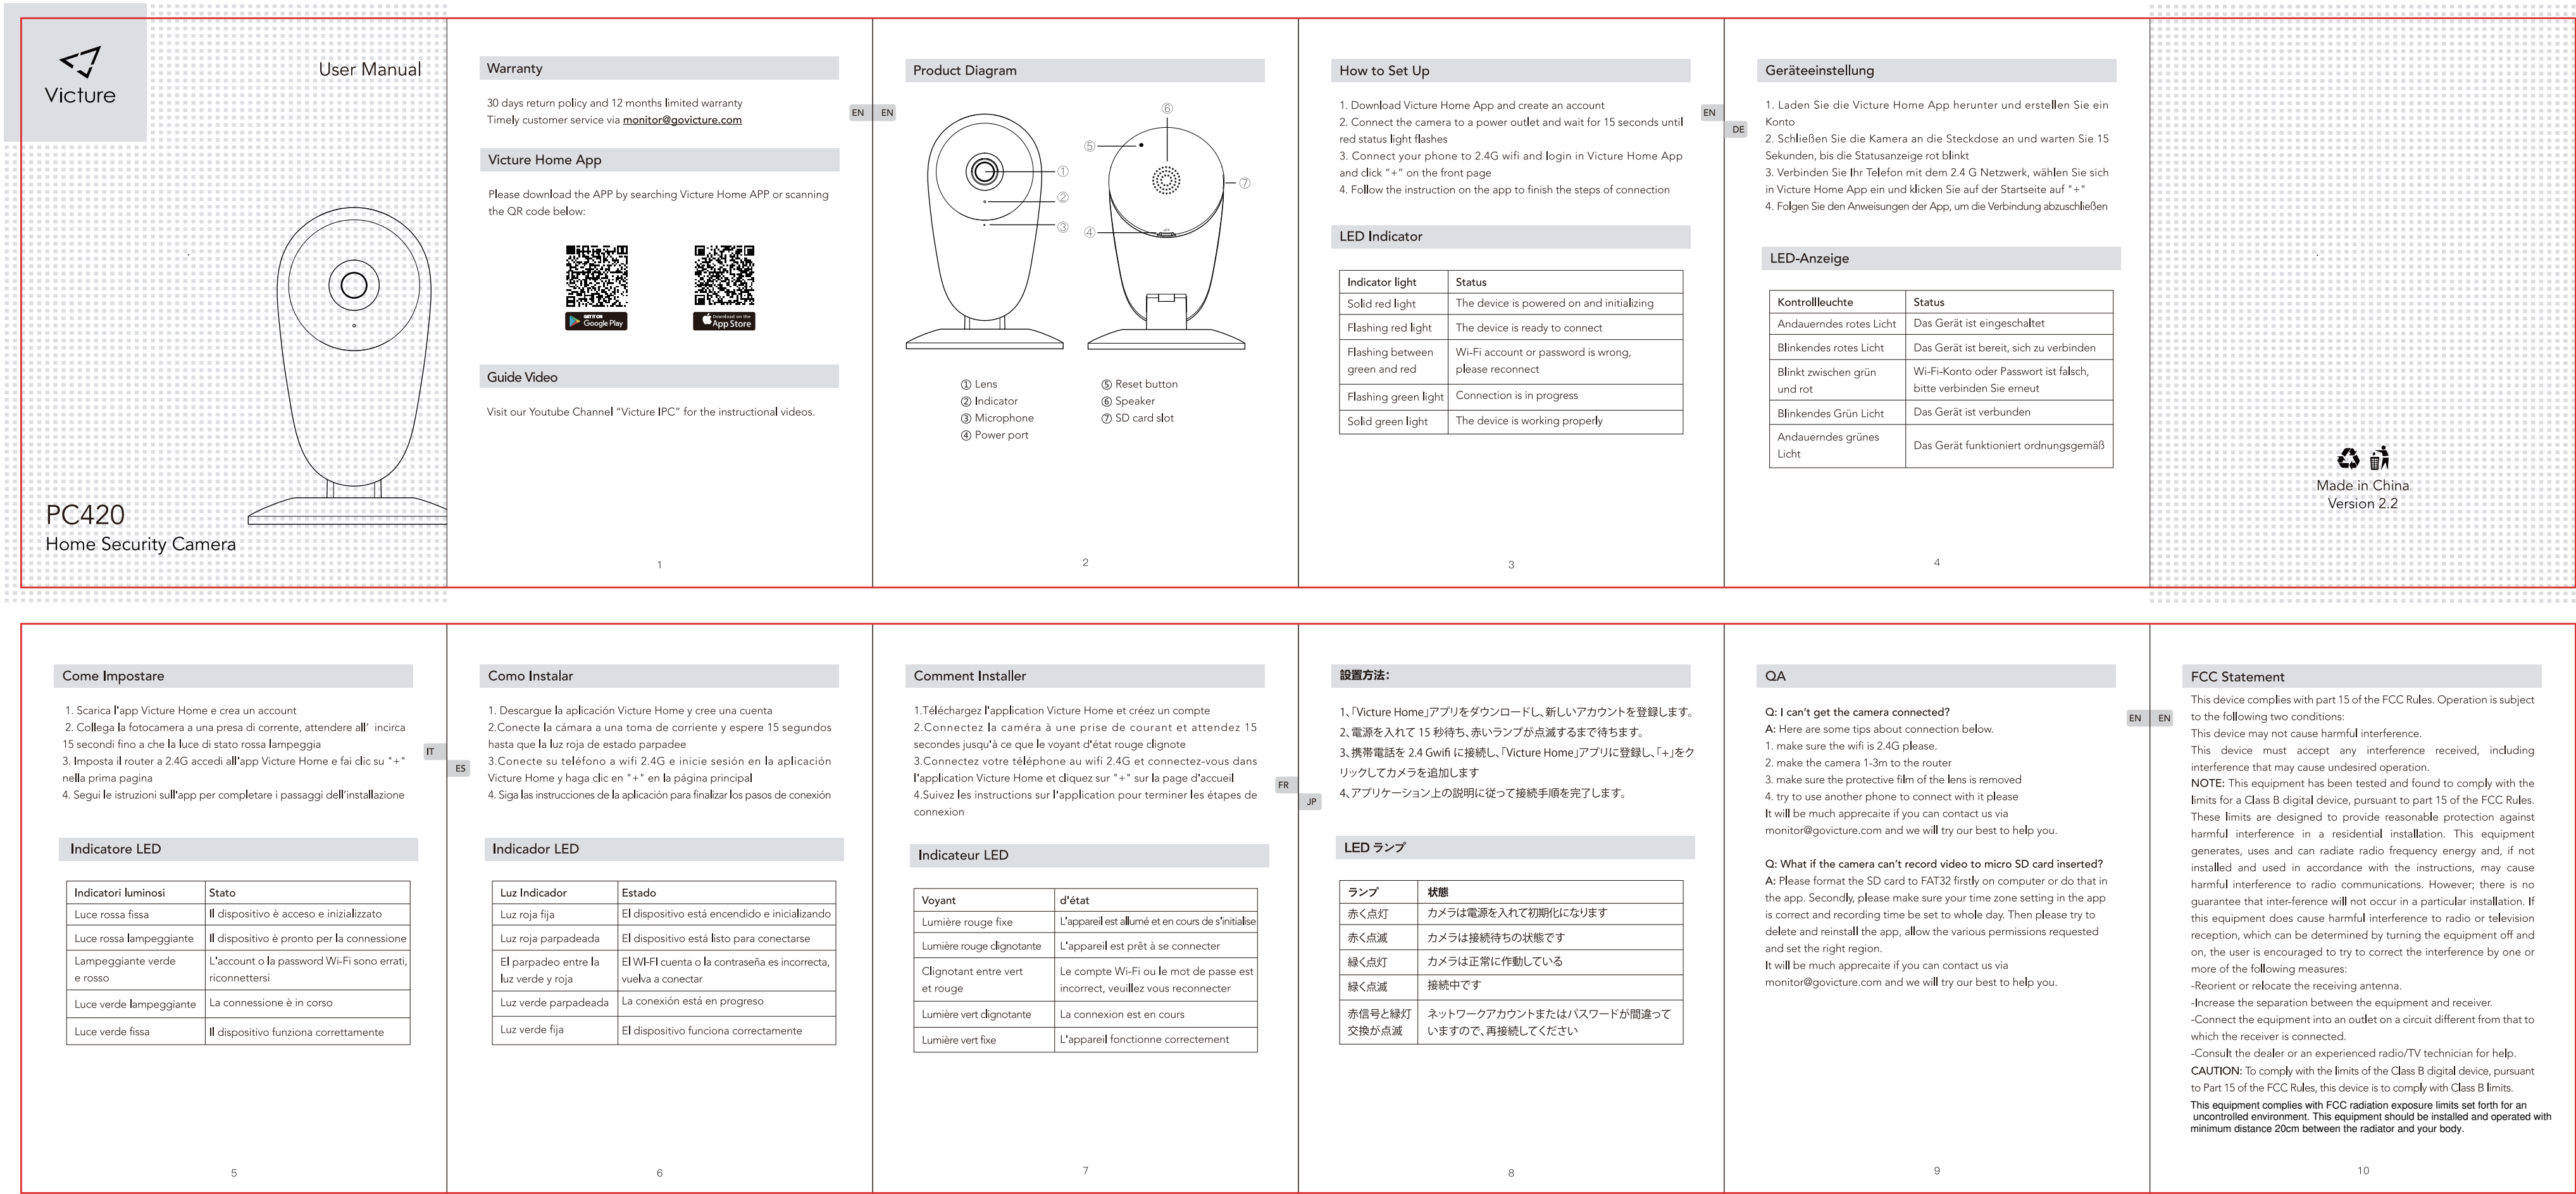 Victure
User Manual
PC420
Home Security Camera
Warranty
30 days return policy and 12 months limited warranty
Timely customer service via monitor@govicture.com
EN
Victure Home App
Please download the APP by searching Victure Home APP or scanning
the QR code below:
GET IT ON
Google Play
Download on the
App Store
Guide Video
Visit our Youtube Channel “Victure IPC” for the instructional videos.
1
EN
Product Diagram
①
②
③
④
⑤
⑥
⑦
① Lens
② Indicator
③ Microphone
④ Power port
⑤ Reset button
⑥ Speaker
⑦ SD card slot
2
How to Set Up
EN
1. Download Victure Home App and create an account
2. Connect the camera to a power outlet and wait for 15 seconds until
red status light flashes
3. Connect your phone to 2.4G wifi and login in Victure Home App
and click “+” on the front page
4. Follow the instruction on the app to finish the steps of connection
LED Indicator
Indicator light Status
Solid red light The device is powered on and initializing
Flashing red light The device is ready to connect
Flashing between
green and red
Wi-Fi account or password is wrong,
please reconnect
Flashing green light Connection is in progress
Solid green light The device is working properly
3
Geräteeinstellung
DE
1. Laden Sie die Victure Home App herunter und erstellen Sie ein
Konto
2. Schließen Sie die Kamera an die Steckdose an und warten Sie 15
Sekunden, bis die Statusanzeige rot blinkt
3. Verbinden Sie Ihr Telefon mit dem 2.4 G Netzwerk, wählen Sie sich
in Victure Home App ein und klicken Sie auf der Startseite auf "+"
4. Folgen Sie den Anweisungen der App, um die Verbindung abzuschließen
LED-Anzeige
Kontrollleuchte Status
Andauerndes rotes Licht Das Gerät ist eingeschaltet
Blinkendes rotes Licht Das Gerät ist bereit, sich zu verbinden
Blinkt zwischen grün
und rot
Wi-Fi-Konto oder Passwort ist falsch,
bitte verbinden Sie erneut
Blinkendes Grün Licht Das Gerät ist verbunden
Andauerndes grünes
Licht
Das Gerät funktioniert ordnungsgemäß
4
Made in China
Version 2.2
Come Impostare
IT
1. Scarica l'app Victure Home e crea un account
2. Collega la fotocamera a una presa di corrente, attendere all’ incirca
15 secondi fino a che la luce di stato rossa lampeggia
3. Imposta il router a 2.4G accedi all'app Victure Home e fai clic su "+"
nella prima pagina
4. Segui le istruzioni sull'app per completare i passaggi dell’installazione
Indicatore LED
Indicatori luminosi Stato
Luce rossa fissa Il dispositivo è acceso e inizializzato
Luce rossa lampeggiante Il dispositivo è pronto per la connessione
Lampeggiante verde
e rosso
L'account o la password Wi-Fi sono errati,
riconnettersi
Luce verde lampeggiante La connessione è in corso
Luce verde fissa Il dispositivo funziona correttamente
5
Como Instalar
ES
1. Descargue la aplicación Victure Home y cree una cuenta
2.Conecte la cámara a una toma de corriente y espere 15 segundos
hasta que la luz roja de estado parpadee
3.Conecte su teléfono a wifi 2.4G e inicie sesión en la aplicación
Victure Home y haga clic en "+" en la página principal
4. Siga las instrucciones de la aplicación para finalizar los pasos de conexión
Indicador LED
Luz Indicador Estado
Luz roja fija El dispositivo está encendido e inicializando
Luz roja parpadeada El dispositivo está listo para conectarse
El parpadeo entre la
luz verde y roja
El WI-FI cuenta o la contraseña es incorrecta,
vuelva a conectar
Luz verde parpadeada La conexión está en progreso
Luz verde fija El dispositivo funciona correctamente
6
Comment Installer
FR
1.Téléchargez l'application Victure Home et créez un compte
2.Connectez la caméra à une prise de courant et attendez 15
secondes jusqu'à ce que le voyant d'état rouge clignote
3.Connectez votre téléphone au wifi 2.4G et connectez-vous dans
l'application Victure Home et cliquez sur "+" sur la page d'accueil
4.Suivez les instructions sur l'application pour terminer les étapes de
connexion
Indicateur LED
Voyant d'état
Lumière rouge fixe L'appareil est allumé et en cours de s'initialise
Lumière rouge clignotante L'appareil est prêt à se connecter
Clignotant entre vert
et rouge
Le compte Wi-Fi ou le mot de passe est
incorrect, veuillez vous reconnecter
Lumière vert clignotante La connexion est en cours
Lumière vert fixe L'appareil fonctionne correctement
7
設置方法:
JP
1、「Victure Home」アプリをダウンロードし、新しいアカウントを登録します。
2、電源を入れて 15 秒待ち、赤いランプが点滅するまで待ちます。
3、携帯電話を 2.4 Gwifi に接続し、「Victure Home」アプリに登録し、「+」をク
リックしてカメラを追加します
4、アプリケーション上の説明に従って接続手順を完了します。
LED ランプ
ランプ 状態
赤く点灯 カメラは電源を入れて初期化になります
赤く点滅 カメラは接続待ちの状態です
緑く点灯 カメラは正常に作動している
緑く点滅 接続中です
赤信号と緑灯
交換が点滅
ネットワークアカウントまたはパスワードが間違って
いますので、再接続してください
8
QA
EN
Q: I can’t get the camera connected?
A: Here are some tips about connection below.
1. make sure the wifi is 2.4G please.
2. make the camera 1-3m to the router
3. make sure the protective film of the lens is removed
4. try to use another phone to connect with it please
It will be much apprecaite if you can contact us via
monitor@govicture.com and we will try our best to help you.
Q: What if the camera can’t record video to micro SD card inserted?
A: Please format the SD card to FAT32 firstly on computer or do that in
the app. Secondly, please make sure your time zone setting in the app
is correct and recording time be set to whole day. Then please try to
delete and reinstall the app, allow the various permissions requested
and set the right region.
It will be much apprecaite if you can contact us via
monitor@govicture.com and we will try our best to help you.
9
EN
FCC Statement
This device complies with part 15 of the FCC Rules. Operation is subject
to the following two conditions:
This device may not cause harmful interference.
This device must accept any interference received, including
interference that may cause undesired operation.
NOTE: This equipment has been tested and found to comply with the
limits for a Class B digital device, pursuant to part 15 of the FCC Rules.
These limits are designed to provide reasonable protection against
harmful interference in a residential installation. This equipment
generates, uses and can radiate radio frequency energy and, if not
installed and used in accordance with the instructions, may cause
harmful interference to radio communications. However; there is no
guarantee that inter-ference will not occur in a particular installation. If
this equipment does cause harmful interference to radio or television
reception, which can be determined by turning the equipment off and
on, the user is encouraged to try to correct the interference by one or
more of the following measures:
-Reorient or relocate the receiving antenna.
-Increase the separation between the equipment and receiver.
-Connect the equipment into an outlet on a circuit different from that to
which the receiver is connected.
-Consult the dealer or an experienced radio/TV technician for help.
CAUTION: To comply with the limits of the Class B digital device, pursuant
to Part 15 of the FCC Rules, this device is to comply with Class B limits.
This equipment complies with FCC radiation exposure limits set forth for an
uncontrolled environment. This equipment should be installed and operated with
minimum distance 20cm between the radiator and your body.
10